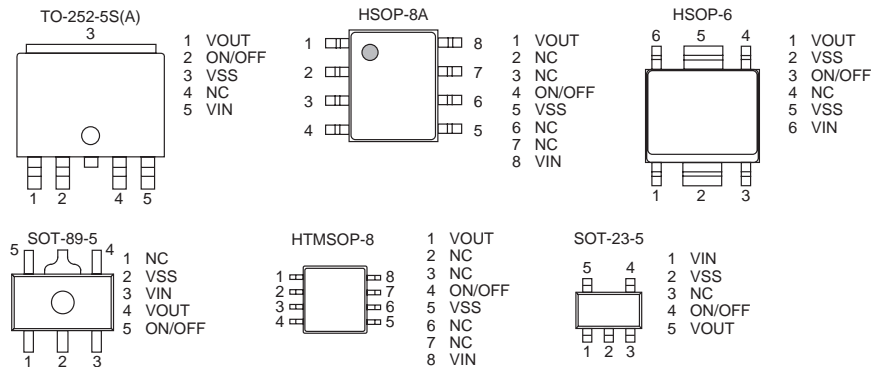 TO-252-5S(A)
3
1 2 4 5
1 VOUT
2 ON/OFF
3 VSS
4 NC
5 VIN
HSOP-8A
1 8
2 7
3 6
4 5
1 VOUT
2 NC
3 NC
4 ON/OFF
5 VSS
6 NC
7 NC
8 VIN
HSOP-6
6 5 4
1 2 3
1 VOUT
2 VSS
3 ON/OFF
4 NC
5 VSS
6 VIN
SOT-89-5
5 4
1 2 3
1 NC
2 VSS
3 VIN
4 VOUT
5 ON/OFF
HTMSOP-8
1 8
2 7
3 6
4 5
1 VOUT
2 NC
3 NC
4 ON/OFF
5 VSS
6 NC
7 NC
8 VIN
SOT-23-5
5 4
1 2 3
1 VIN
2 VSS
3 NC
4 ON/OFF
5 VOUT